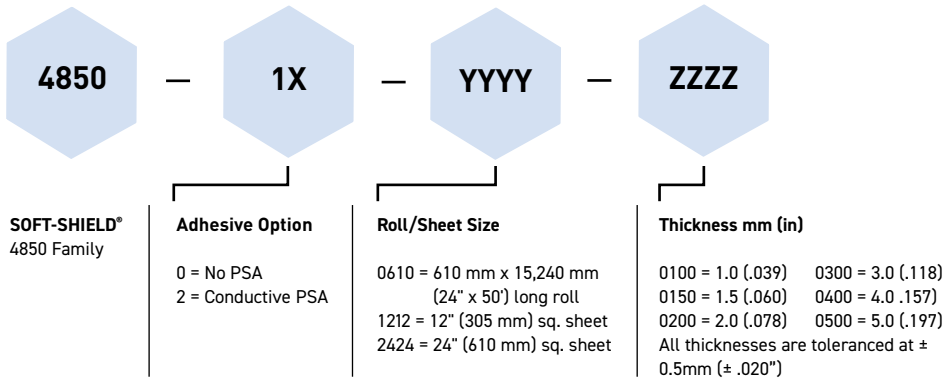 4850 — 1X — YYYY — ZZZZ
SOFT-SHIELD®
4850 Family
Adhesive Option
0 = No PSA
2 = Conductive PSA
Roll/Sheet Size
0610 = 610 mm x 15,240 mm
(24" x 50') long roll
1212 = 12" (305 mm) sq. sheet
2424 = 24" (610 mm) sq. sheet
Thickness mm (in)
0100 = 1.0 (.039) 0300 = 3.0 (.118)
0150 = 1.5 (.060) 0400 = 4.0 .157)
0200 = 2.0 (.078) 0500 = 5.0 (.197)
All thicknesses are toleranced at ±
0.5mm (± .020”)